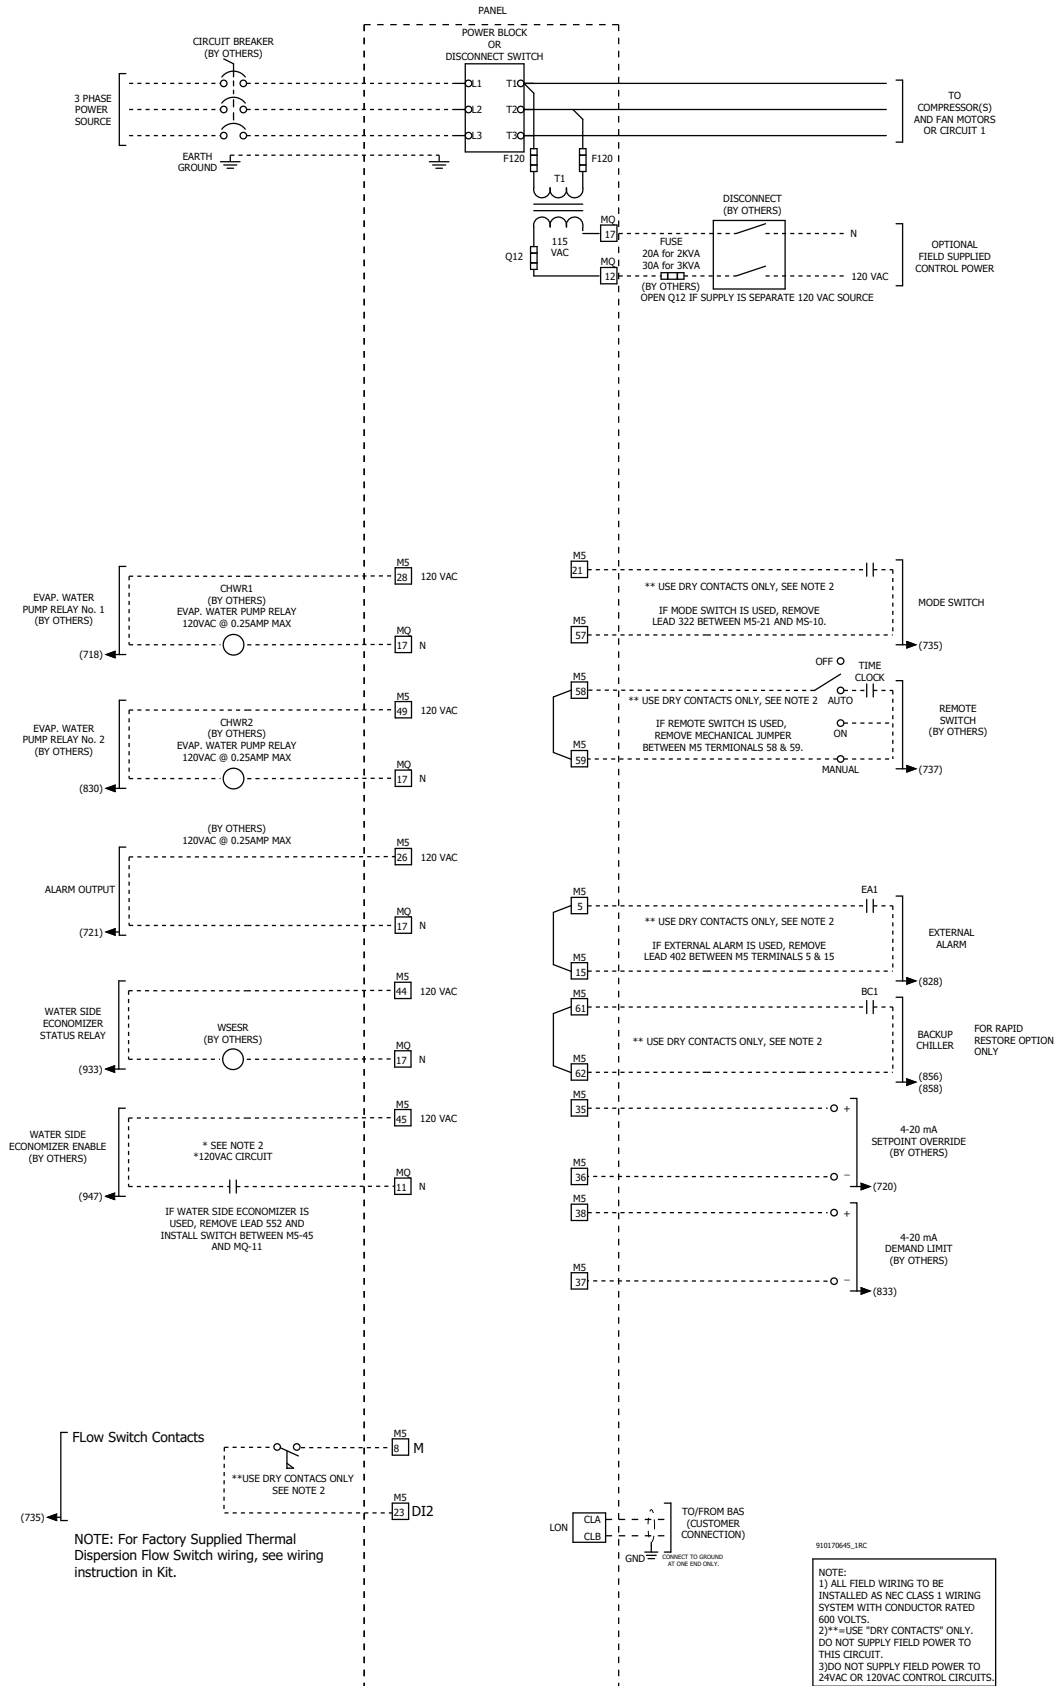 PANEL
POWER BLOCK
OR
DISCONNECT SWITCH
CIRCUIT BREAKER
(BY OTHERS)
3 PHASE
POWER
SOURCE
L1
T1
L2
T2
L3
T3
TO
COMPRESSOR(S)
AND FAN MOTORS
OR CIRCUIT 1
EARTH
GROUND
F120
F120
T1
DISCONNECT
(BY OTHERS)
MQ
17
115
VAC
FUSE
20A for 2KVA
30A for 3KVA
N
OPTIONAL
FIELD SUPPLIED
CONTROL POWER
Q12
MQ
12
(BY OTHERS)
120 VAC
OPEN Q12 IF SUPPLY IS SEPARATE 120 VAC SOURCE
EVAP. WATER
PUMP RELAY No. 1
(BY OTHERS)
(718)
CHWR1
(BY OTHERS)
EVAP. WATER PUMP RELAY
120VAC @ 0.25AMP MAX
M5
28
120 VAC
MQ
17
N
M5
21
** USE DRY CONTACTS ONLY, SEE NOTE 2
IF MODE SWITCH IS USED, REMOVE
LEAD 322 BETWEEN M5-21 AND MS-10.
M5
57
MODE SWITCH
(735)
EVAP. WATER
PUMP RELAY No. 2
(BY OTHERS)
(830)
CHWR2
(BY OTHERS)
EVAP. WATER PUMP RELAY
120VAC @ 0.25AMP MAX
M5
49
120 VAC
MQ
17
N
M5
58
** USE DRY CONTACTS ONLY, SEE NOTE 2
OFF
TIME
CLOCK
AUTO
IF REMOTE SWITCH IS USED,
REMOVE MECHANICAL JUMPER
BETWEEN M5 TERMIONALS 58 & 59.
ON
M5
59
MANUAL
REMOTE
SWITCH
(BY OTHERS)
(737)
ALARM OUTPUT
(721)
(BY OTHERS)
120VAC @ 0.25AMP MAX
M5
26
120 VAC
MQ
17
N
M5
5
EA1
** USE DRY CONTACTS ONLY, SEE NOTE 2
IF EXTERNAL ALARM IS USED, REMOVE
LEAD 402 BETWEEN M5 TERMINALS 5 & 15
M5
15
EXTERNAL
ALARM
(828)
WATER SIDE
ECONOMIZER
STATUS RELAY
(933)
WSESR
(BY OTHERS)
M5
44
120 VAC
MQ
17
N
M5
61
BC1
** USE DRY CONTACTS ONLY, SEE NOTE 2
M5
62
BACKUP
CHILLER
FOR RAPID
RESTORE OPTION
ONLY
(856)
(858)
WATER SIDE
ECONOMIZER ENABLE
(BY OTHERS)
(947)
* SEE NOTE 2
*120VAC CIRCUIT
M5
45
120 VAC
MQ
11
N
IF WATER SIDE ECONOMIZER IS
USED, REMOVE LEAD 552 AND
INSTALL SWITCH BETWEEN M5-45
AND MQ-11
M5
35
+
4-20 mA
SETPOINT OVERRIDE
(BY OTHERS)
M5
36
−
(720)
M5
38
+
4-20 mA
DEMAND LIMIT
(BY OTHERS)
M5
37
−
(833)
FLow Switch Contacts
(735)
M5
8
M
**USE DRY CONTACS ONLY
SEE NOTE 2
M5
23
DI2
NOTE: For Factory Supplied Thermal
Dispersion Flow Switch wiring, see wiring
instruction in Kit.
LON
CLA
CLB
TO/FROM BAS
(CUSTOMER
CONNECTION)
GND
CONNECT TO GROUND
AT ONE END ONLY.
910170645_1RC
NOTE:
1) ALL FIELD WIRING TO BE
INSTALLED AS NEC CLASS 1 WIRING
SYSTEM WITH CONDUCTOR RATED
600 VOLTS.
2)**=USE "DRY CONTACTS" ONLY.
DO NOT SUPPLY FIELD POWER TO
THIS CIRCUIT.
3)DO NOT SUPPLY FIELD POWER TO
24VAC OR 120VAC CONTROL CIRCUITS.